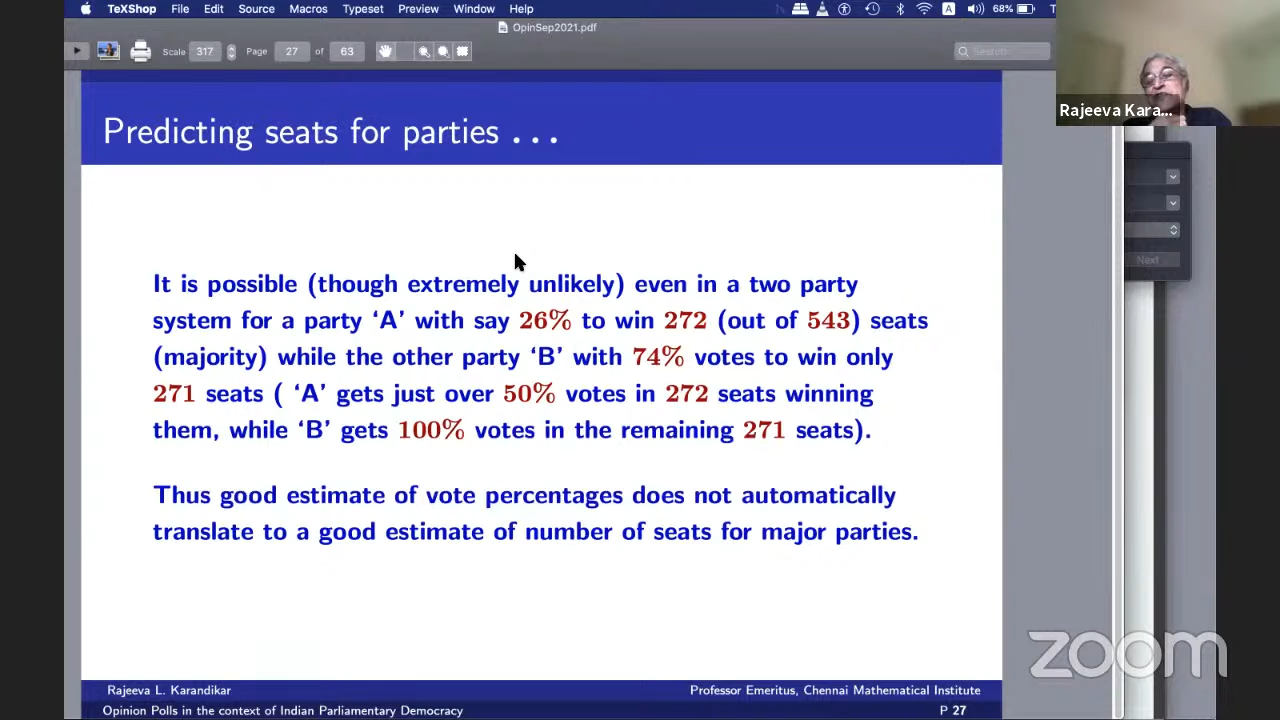 TeXShop File Edit Source Macros Typeset Preview Window Help A 68%
OpinSep2021.pdf
Scale 317 Page 27 of 63 Search
Rajeeva Kara...
Predicting seats for parties . . .
It is possible (though extremely unlikely) even in a two party
system for a party ‘A’ with say 26% to win 272 (out of 543) seats
(majority) while the other party ‘B’ with 74% votes to win only
271 seats ( ‘A’ gets just over 50% votes in 272 seats winning
them, while ‘B’ gets 100% votes in the remaining 271 seats).
Thus good estimate of vote percentages does not automatically
translate to a good estimate of number of seats for major parties.
Next
zoom
Rajeeva L. Karandikar Professor Emeritus, Chennai Mathematical Institute
Opinion Polls in the context of Indian Parliamentary Democracy P 27